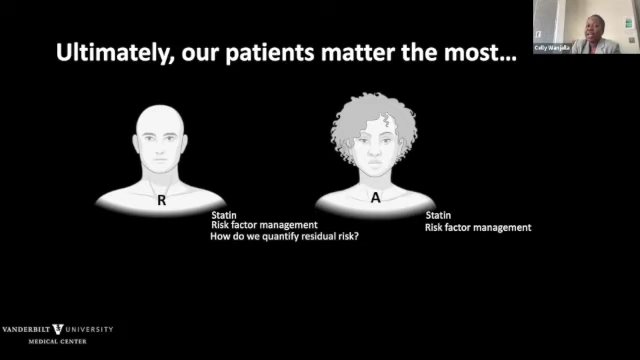 Ultimately, our patients matter the most…
Celly Wanjalla
R
A
Statin
Risk factor management
How do we quantify residual risk?
Statin
Risk factor management
VANDERBILT V UNIVERSITY
MEDICAL CENTER